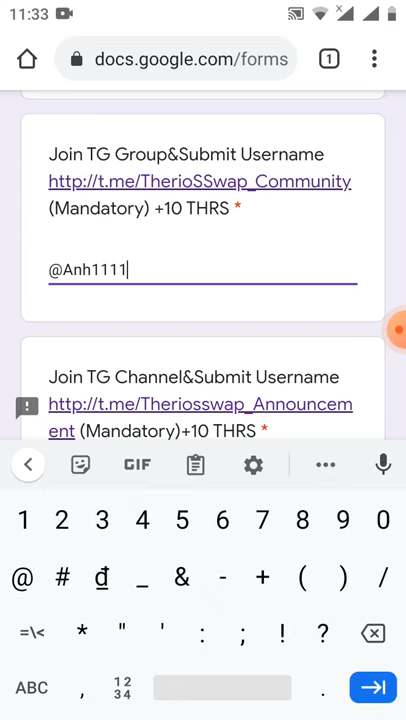 11:33
docs.google.com/forms
1
Join TG Group&Submit Username
http://t.me/TherioSSwap_Community
(Mandatory) +10 THRS *
@Anh1111
Join TG Channel&Submit Username
http://t.me/Theriosswap_Announcem
ent (Mandatory)+10 THRS *
GIF
1 2 3 4 5 6 7 8 9 0
@ # ₫ _ & - + ( ) /
=\< * " ' : ; ! ?
ABC , 12 .
34